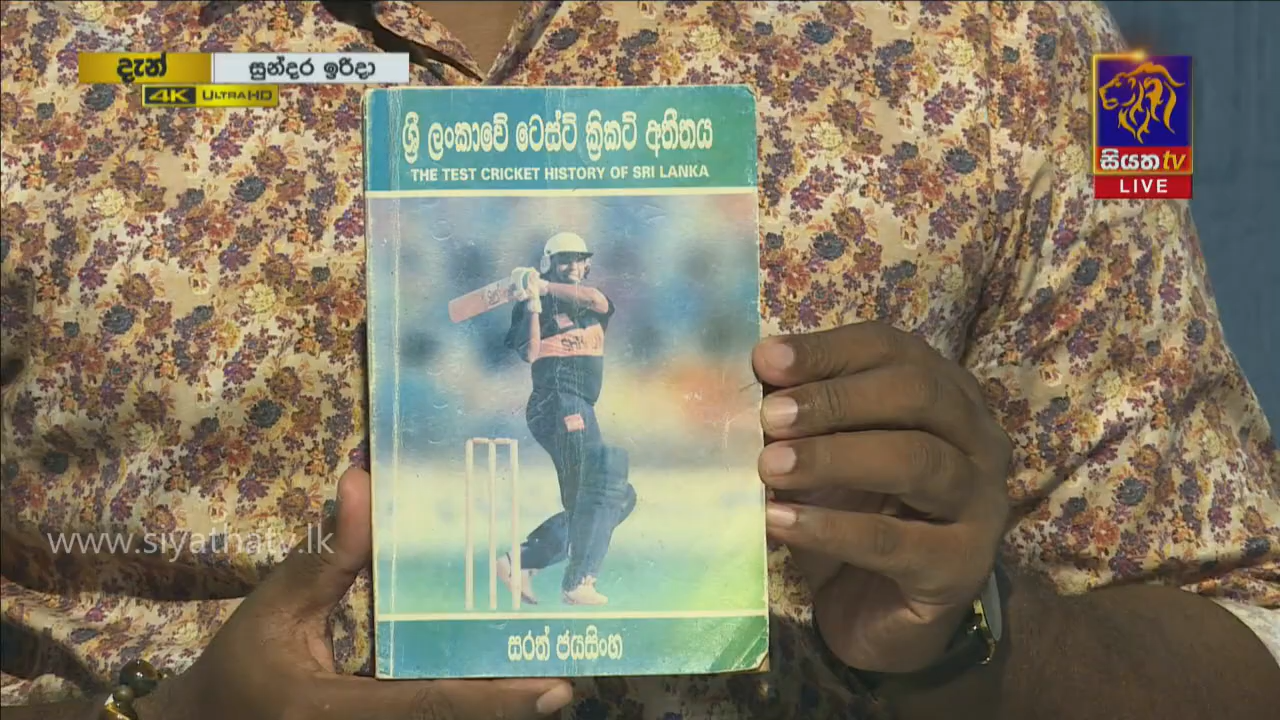 දැන්
සුන්දර ඉරිදා
4K ULTRA HD
සියත tv
LIVE
ශ්‍රී ලංකාවේ ටෙස්ට් ක්‍රිකට් අතීතය
THE TEST CRICKET HISTORY OF SRI LANKA
www.siyathatv.lk
සරත් ජයසිංහ